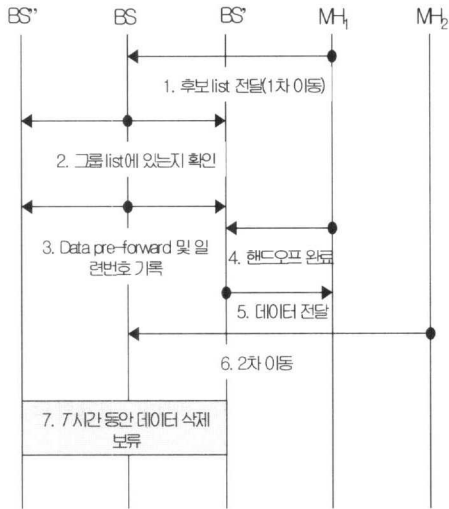 BS'' BS BS' MH₁ MH₂
1. 후보 list 전달(1차 이동)
2. 그룹 list에 있는지 확인
3. Data pre-forward 및 일
련번호 기록
4. 핸드오프 완료
5. 데이터 전달
6. 2차 이동
7. T시간 동안 데이터 삭제
보류